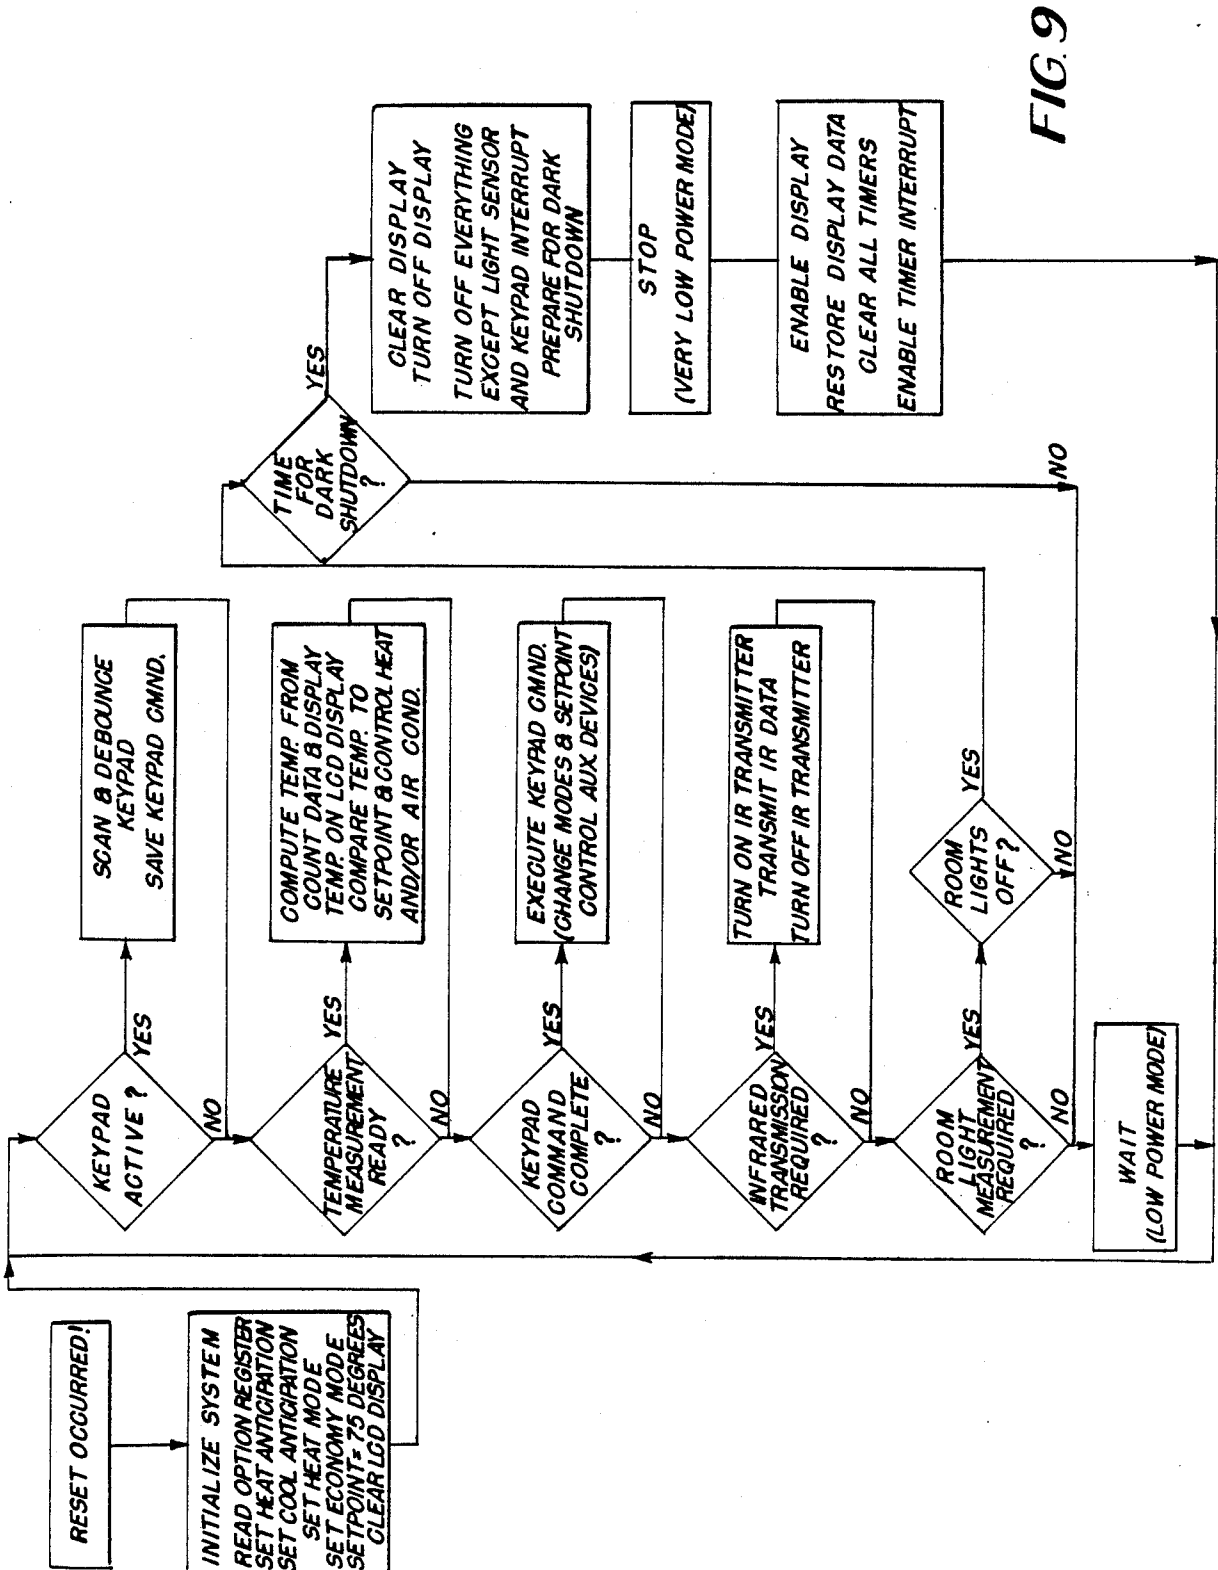 RESET OCCURRED!
INITIALIZE SYSTEM
READ OPTION REGISTER
SET HEAT ANTICIPATION
SET COOL ANTICIPATION
SET HEAT MODE
SET ECONOMY MODE
SETPOINT = 75 DEGREES
CLEAR LCD DISPLAY
KEYPAD
ACTIVE ?
YES
NO
SCAN & DEBOUNCE
KEYPAD
SAVE KEYPAD CMND.
TEMPERATURE
MEASUREMENT
READY
?
YES
NO
COMPUTE TEMP. FROM
COUNT DATA & DISPLAY
TEMP. ON LCD DISPLAY
COMPARE TEMP. TO
SETPOINT & CONTROL HEAT
AND/OR AIR COND.
KEYPAD
COMMAND
COMPLETE
?
YES
NO
EXECUTE KEYPAD CMND.
(CHANGE MODES & SETPOINT
CONTROL AUX DEVICES)
INFRARED
TRANSMISSION
REQUIRED
?
YES
NO
TURN ON IR TRANSMITTER
TRANSMIT IR DATA
TURN OFF IR TRANSMITTER
ROOM
LIGHT
MEASUREMENT
REQUIRED
?
YES
NO
ROOM
LIGHTS
OFF ?
YES
NO
WAIT
(LOW POWER MODE)
TIME
FOR
DARK
SHUTDOWN
?
YES
NO
CLEAR DISPLAY
TURN OFF DISPLAY
TURN OFF EVERYTHING
EXCEPT LIGHT SENSOR
AND KEYPAD INTERRUPT
PREPARE FOR DARK
SHUTDOWN
STOP
(VERY LOW POWER MODE)
ENABLE DISPLAY
RESTORE DISPLAY DATA
CLEAR ALL TIMERS
ENABLE TIMER INTERRUPT
FIG. 9